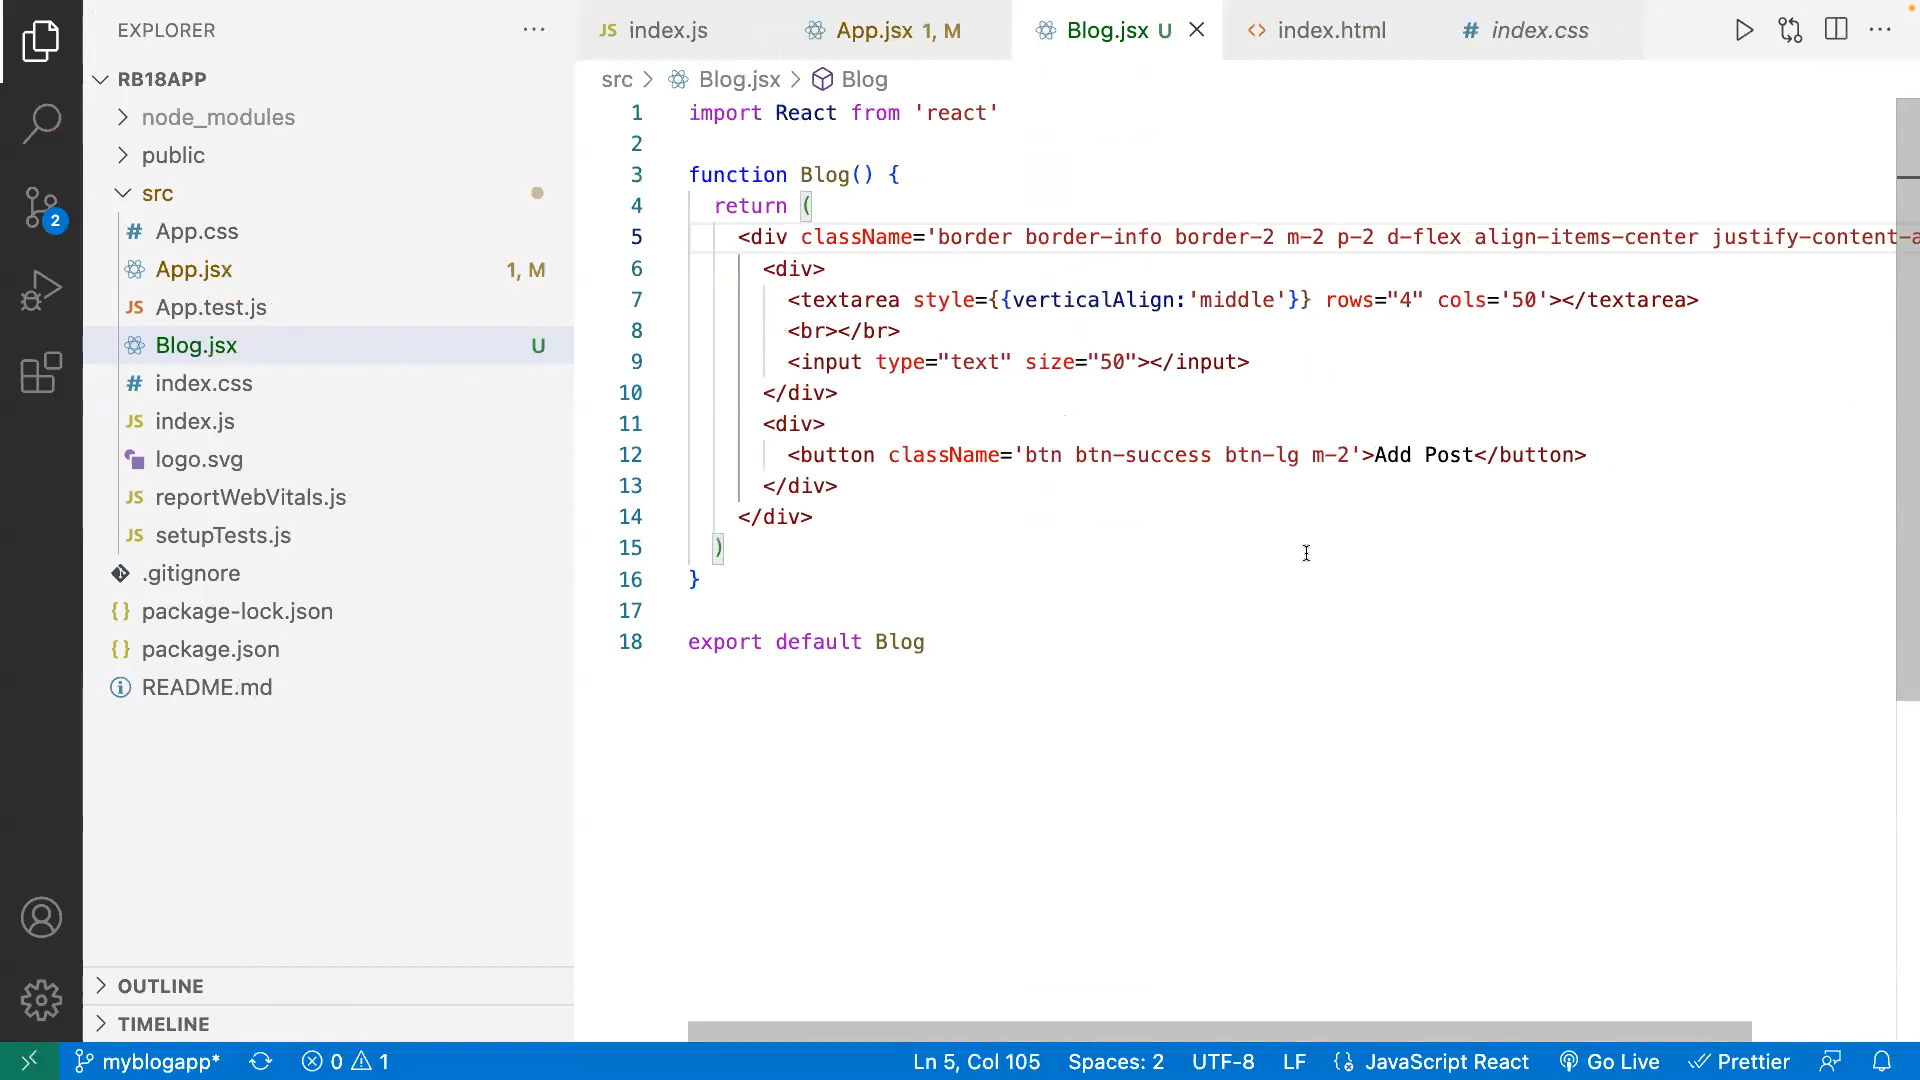 EXPLORER
RB18APP
node_modules
public
src
App.css
App.jsx 1, M
App.test.js
Blog.jsx U
index.css
index.js
logo.svg
reportWebVitals.js
setupTests.js
.gitignore
package-lock.json
package.json
README.md
OUTLINE
TIMELINE
2
JS index.js
App.jsx 1, M
Blog.jsx U
index.html
# index.css
src > Blog.jsx > Blog
1 import React from 'react'
2
3 function Blog() {
4 return (
5 <div className='border border-info border-2 m-2 p-2 d-flex align-items-center justify-content-a
6 <div>
7 <textarea style={{verticalAlign:'middle'}} rows="4" cols='50'></textarea>
8 <br></br>
9 <input type="text" size="50"></input>
10 </div>
11 <div>
12 <button className='btn btn-success btn-lg m-2'>Add Post</button>
13 </div>
14 </div>
15 )
16 }
17
18 export default Blog
myblogapp* 0 1 Ln 5, Col 105 Spaces: 2 UTF-8 LF JavaScript React Go Live Prettier